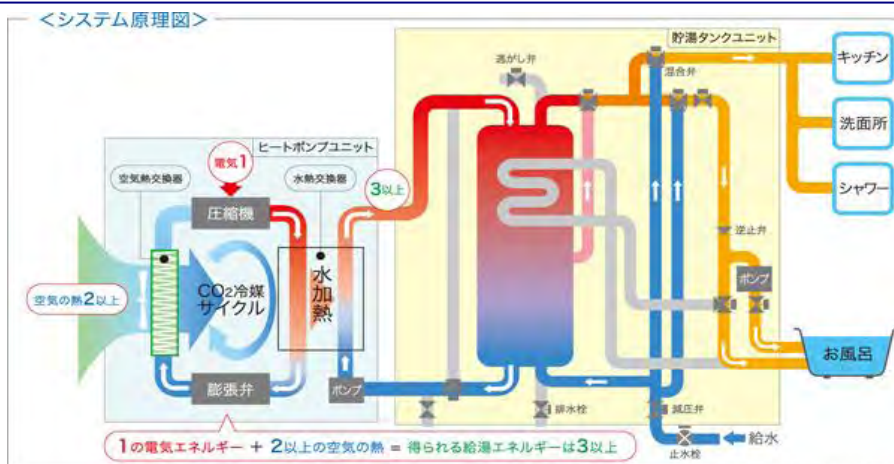 ＜システム原理図＞
貯湯タンクユニット
逃がし弁
混合弁
キッチン
洗面所
シャワー
ヒートポンプユニット
電気1
空気熱交換器
水熱交換器
3以上
圧縮機
空気の熱2以上
CO2冷媒
サイクル
水加熱
逆止弁
ポンプ
お風呂
膨張弁
ポンプ
排水栓
減圧弁
給水
止水栓
1の電気エネルギー + 2以上の空気の熱 = 得られる給湯エネルギーは3以上